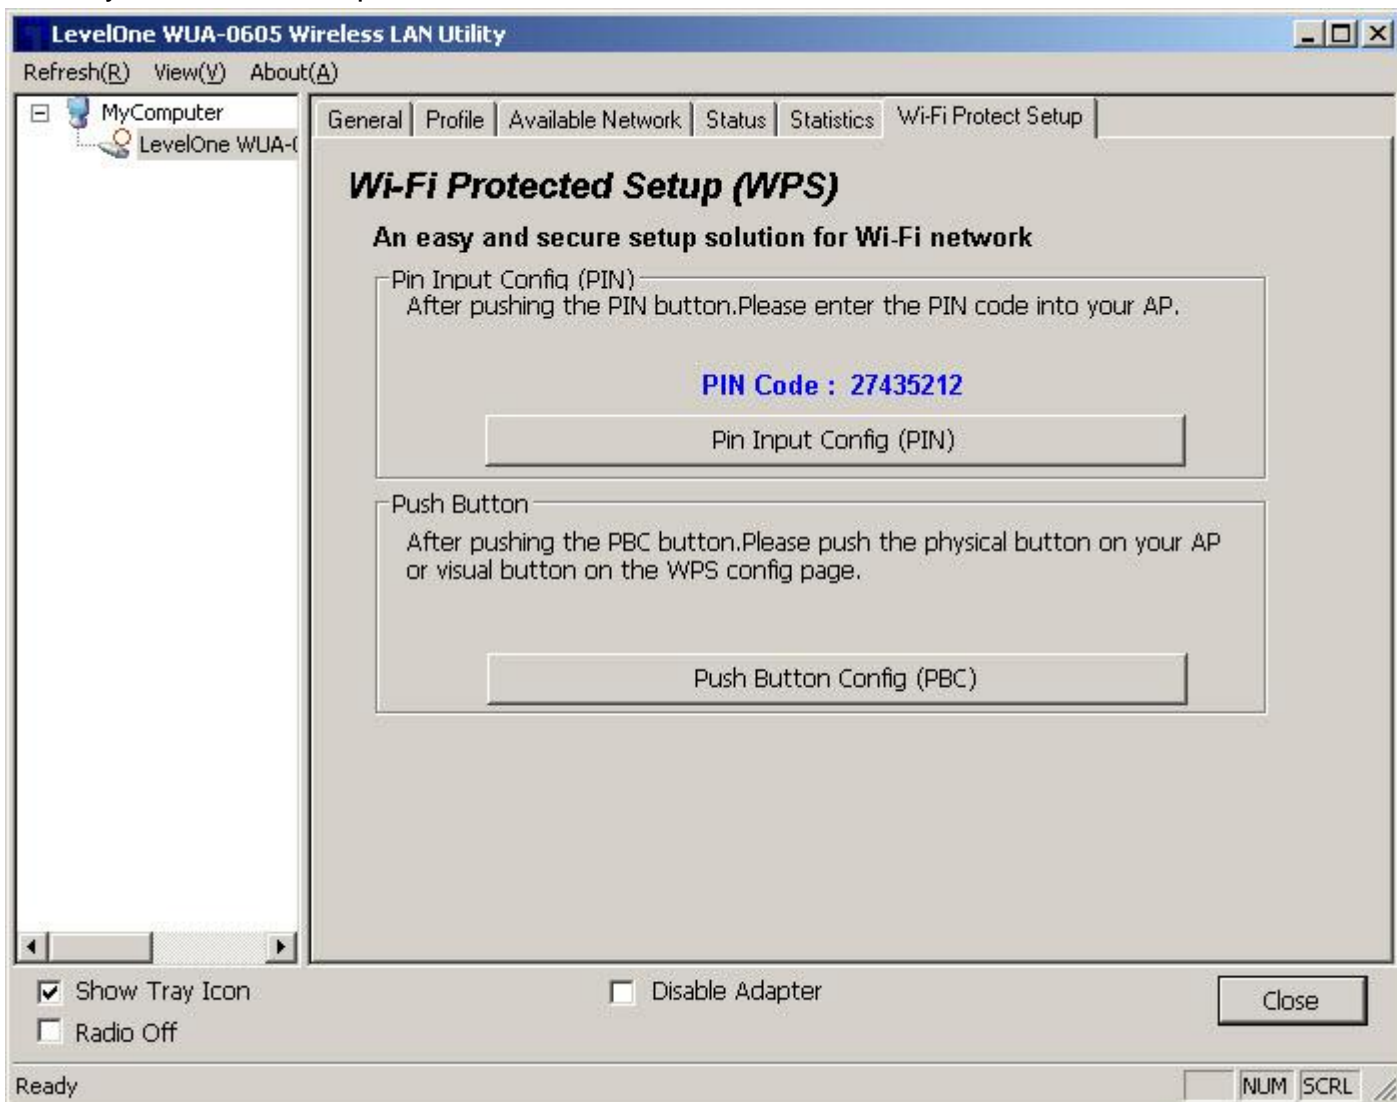 LevelOne WUA-0605 Wireless LAN Utility
Refresh(R) View(V) About(A)
MyComputer
LevelOne WUA-(
General Profile Available Network Status Statistics Wi-Fi Protect Setup
Wi-Fi Protected Setup (WPS)
An easy and secure setup solution for Wi-Fi network
Pin Input Config (PIN)
After pushing the PIN button.Please enter the PIN code into your AP.
PIN Code : 27435212
Pin Input Config (PIN)
Push Button
After pushing the PBC button.Please push the physical button on your AP
or visual button on the WPS config page.
Push Button Config (PBC)
Show Tray Icon
Disable Adapter
Close
Radio Off
Ready
NUM SCRL